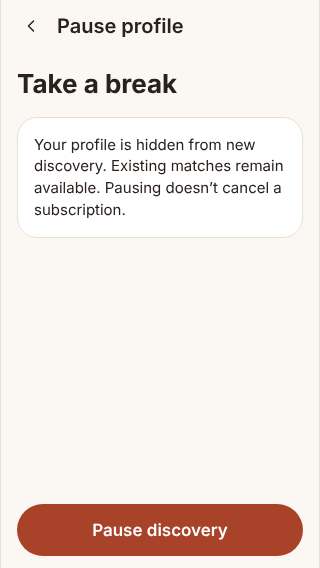 Pause profile
Take a break
Your profile is hidden from new
discovery. Existing matches remain
available. Pausing doesn’t cancel a
subscription.
Pause discovery